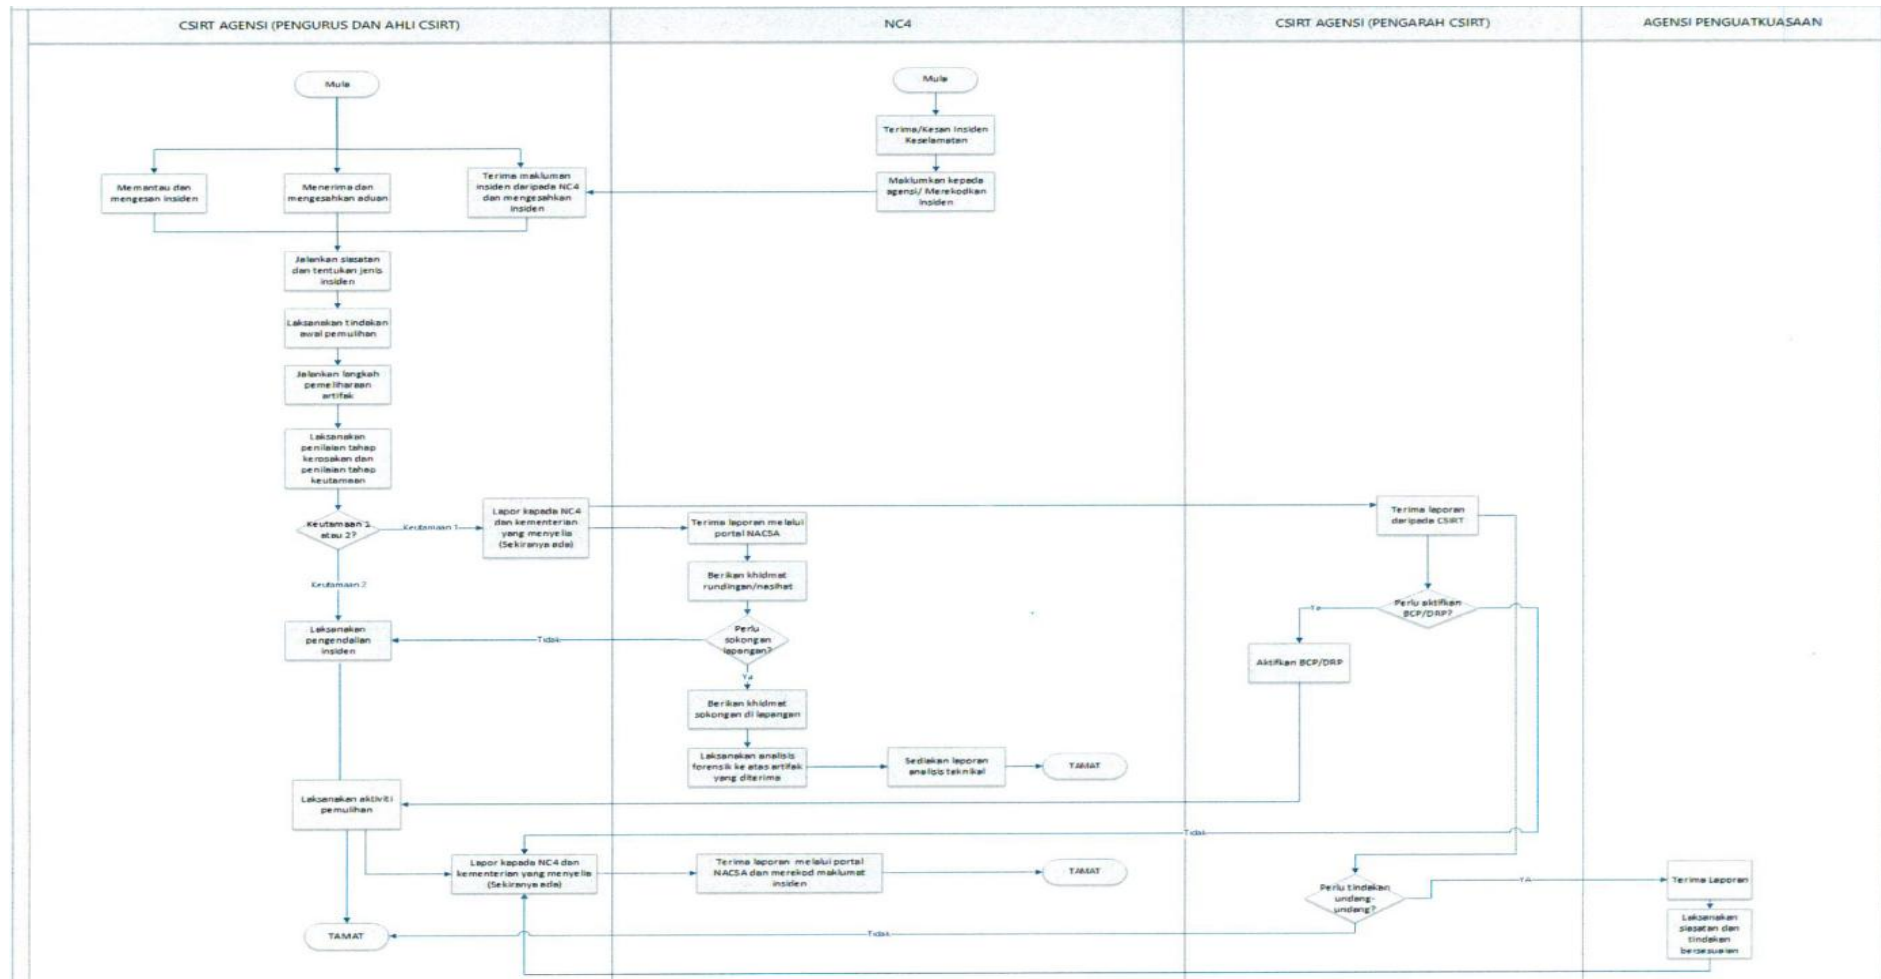 CSIRT AGENSI (PENGURUS DAN AHLI CSIRT)
NC4
CSIRT AGENSI (PENGARAH CSIRT)
AGENSI PENGUATKUASAAN
Mula
Mula
Terima/Kesan Insiden
Keselamatan
Memantau dan
mengesan insiden
Menerima dan
mengesahkan aduan
Terima makluman
insiden daripada NC4
dan mengesahkan
insiden
Maklumkan kepada
agensi/ Merekodkan
insiden
Jalankan siasatan
dan tentukan jenis
insiden
Laksanakan tindakan
awal pemulihan
Jalankan langkah
pemeliharaan
artifak
Laksanakan
penilaian tahap
kerosakan dan
penilaian tahap
keutamaan
Keutamaan 1
atau 2?
Keutamaan 1
Lapor kepada NC4
dan kementerian
yang menyelia
(Sekiranya ada)
Terima laporan melalui
portal NACSA
Terima laporan
daripada CSIRT
Keutamaan 2
Berikan khidmat
rundingan/nasihat
Perlu aktifkan
BCP/DRP?
Ya
Laksanakan
pengendalian
insiden
Tidak
Perlu
sokongan
lapangan?
Aktifkan BCP/DRP
Ya
Berikan khidmat
sokongan di lapangan
Laksanakan analisis
forensik ke atas artifak
yang diterima
Sediakan laporan
analisis teknikal
TAMAT
Laksanakan aktiviti
pemulihan
Tidak
Lapor kepada NC4 dan
kementerian yang menyelia
(Sekiranya ada)
Terima laporan melalui portal
NACSA dan merekod maklumat
insiden
TAMAT
Perlu tindakan
undang-
undang?
YA
Terima Laporan
TAMAT
Tidak
Laksanakan
siasatan dan
tindakan
bersesuaian